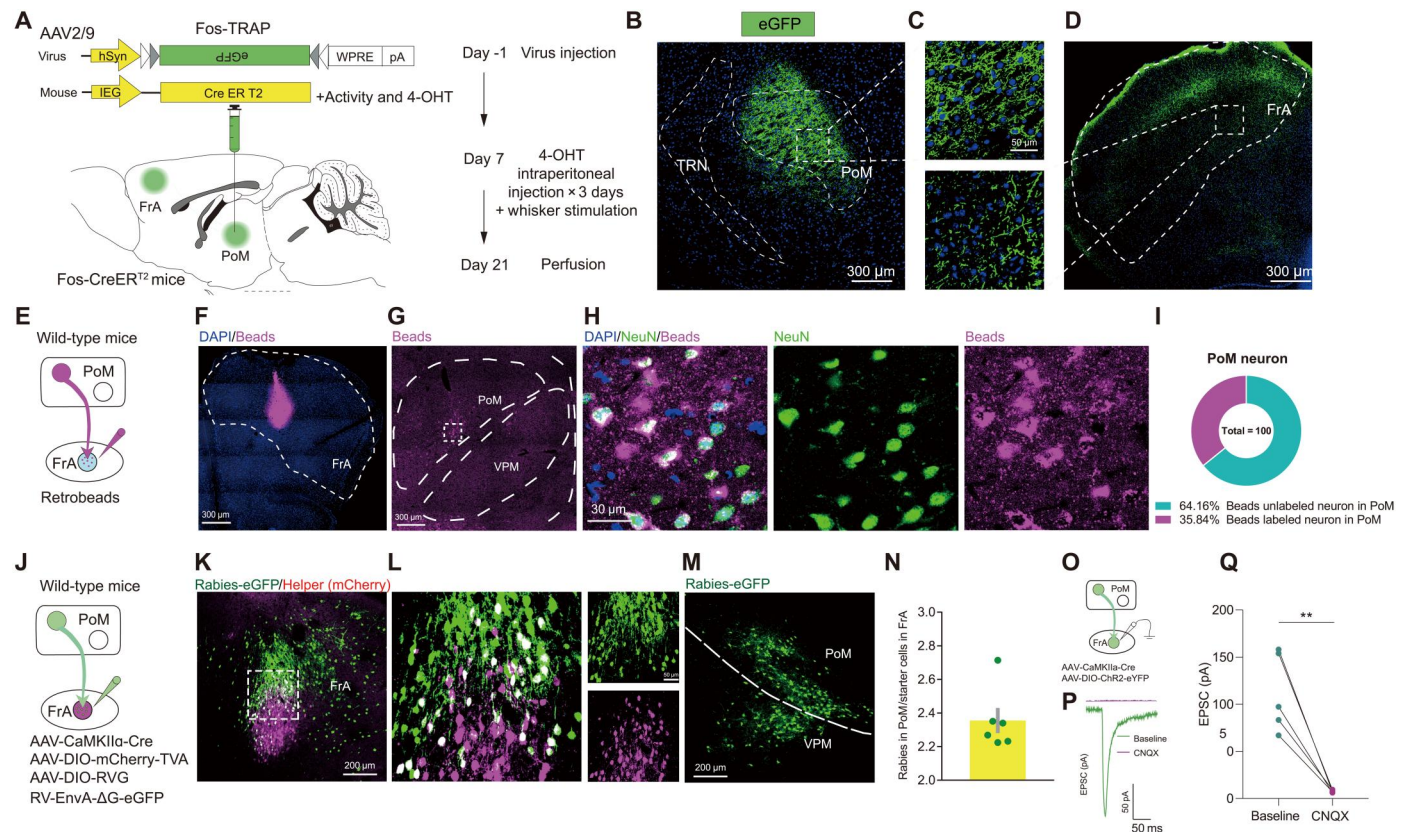 A
AAV2/9
Fos-TRAP
Virus
hSyn
eGFP
WPRE
pA
Mouse
IEG
Cre ER T2
+Activity and 4-OHT
FrA
PoM
Fos-CreERT2 mice
Day -1 Virus injection
Day 7
4-OHT
intraperitoneal
injection × 3 days
+ whisker stimulation
Day 21 Perfusion
B
eGFP
TRN
PoM
300 µm
C
50 µm
D
FrA
300 µm
E
Wild-type mice
PoM
FrA
Retrobeads
F
DAPI/Beads
FrA
300 µm
G
Beads
PoM
VPM
300 µm
H
DAPI/NeuN/Beads
30 µm
NeuN
Beads
I
PoM neuron
Total = 100
64.16% Beads unlabeled neuron in PoM
35.84% Beads labeled neuron in PoM
J
Wild-type mice
PoM
FrA
AAV-CaMKIIa-Cre
AAV-DIO-mCherry-TVA
AAV-DIO-RVG
RV-EnvA-ΔG-eGFP
K
Rabies-eGFP/Helper (mCherry)
FrA
200 µm
L
50 µm
M
Rabies-eGFP
PoM
VPM
200 µm
N
Rabies in PoM/starter cells in FrA
3.0
2.8
2.6
2.4
2.2
2.0
O
PoM
FrA
AAV-CaMKIIa-Cre
AAV-DIO-ChR2-eYFP
P
Baseline
CNQX
EPSC (pA)
50 pA
50 ms
Q
EPSC (pA)
200
150
100
5
0
**
Baseline
CNQX